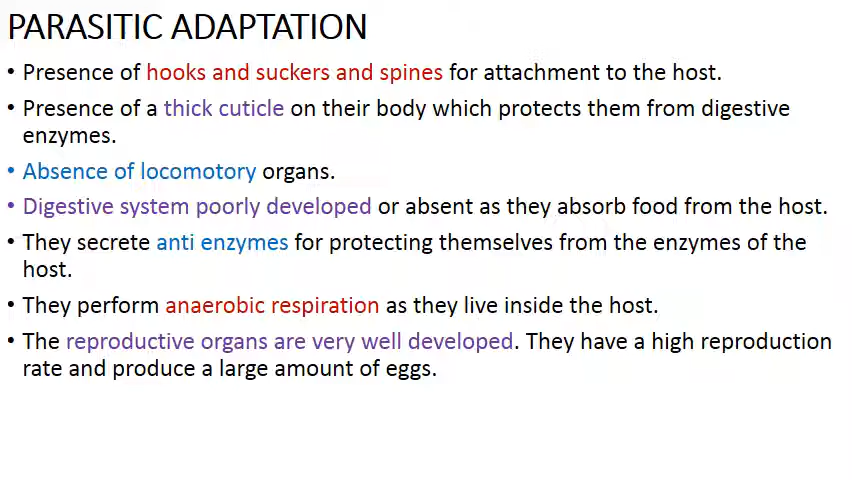 PARASITIC ADAPTATION
• Presence of hooks and suckers and spines for attachment to the host.
• Presence of a thick cuticle on their body which protects them from digestive
enzymes.
• Absence of locomotory organs.
• Digestive system poorly developed or absent as they absorb food from the host.
• They secrete anti enzymes for protecting themselves from the enzymes of the
host.
• They perform anaerobic respiration as they live inside the host.
• The reproductive organs are very well developed. They have a high reproduction
rate and produce a large amount of eggs.